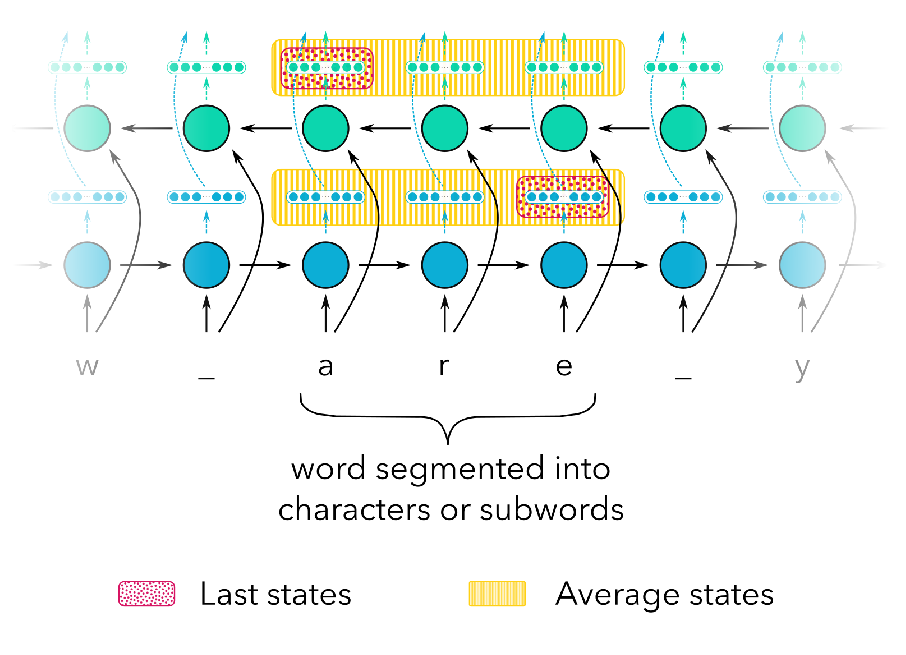 w _ a r e _ y
word segmented into
characters or subwords
Last states
Average states